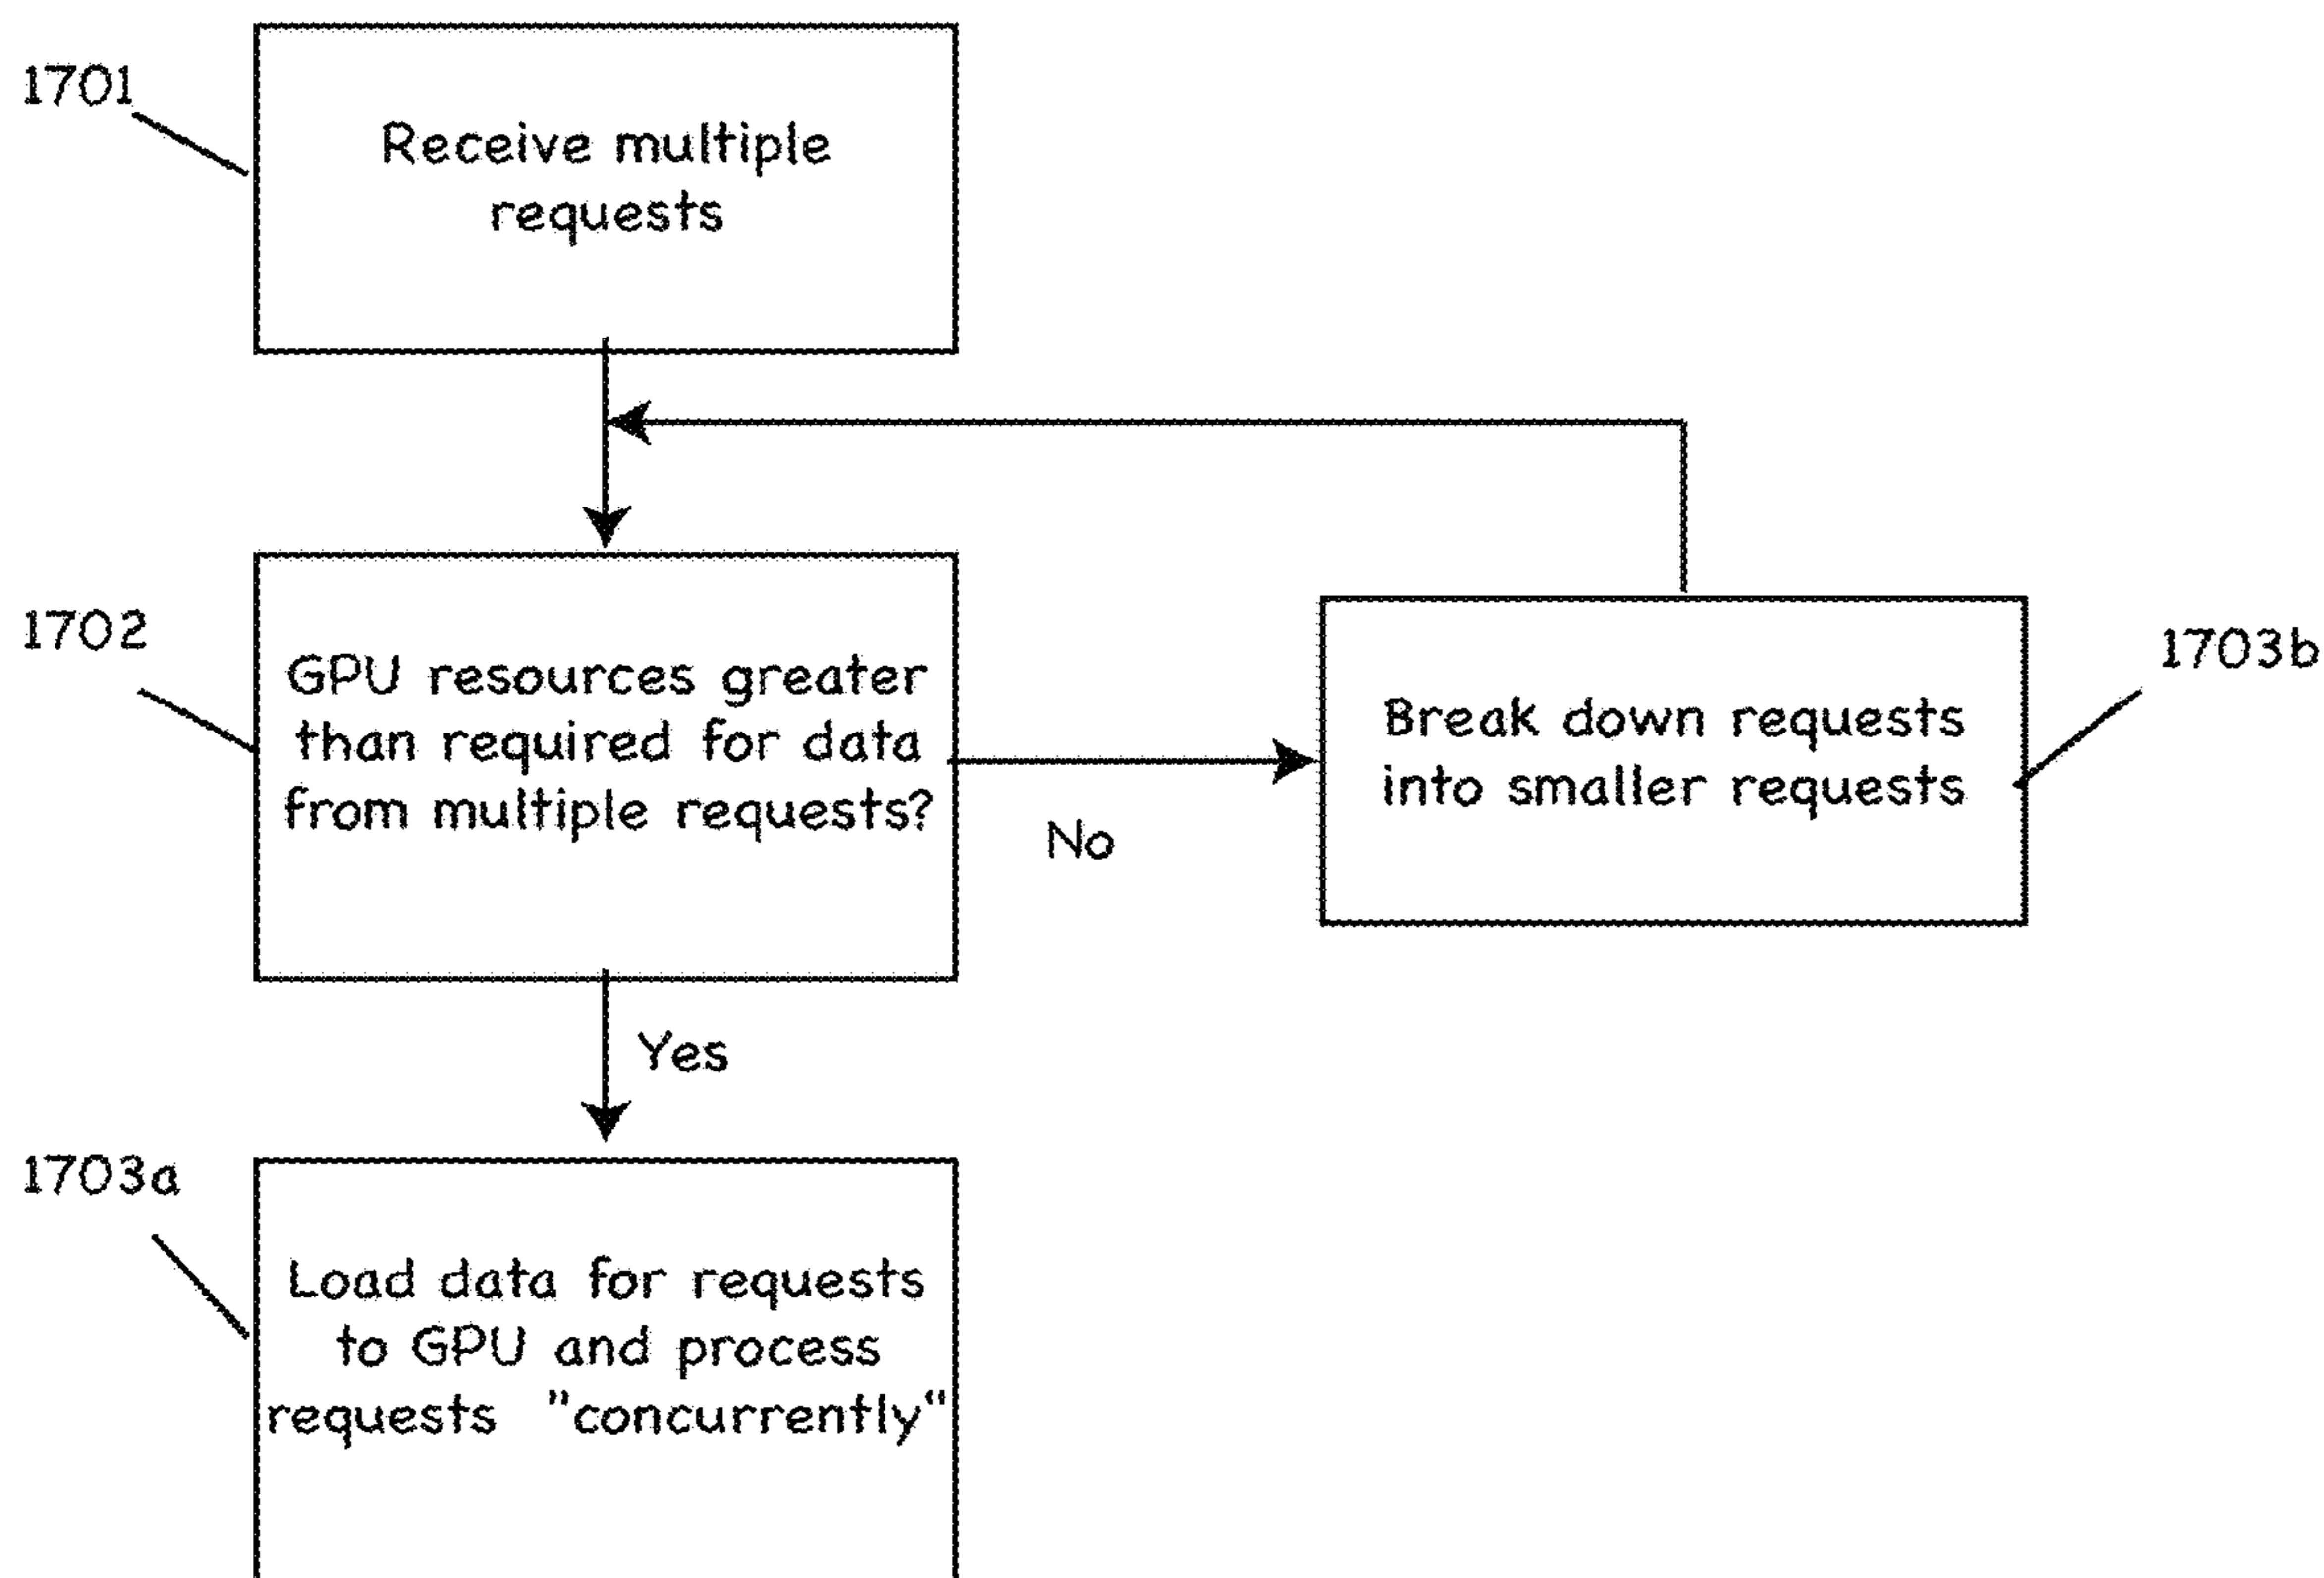 1701
Receive multiple
requests
1702
GPU resources greater
than required for data
from multiple requests?
No
Break down requests
into smaller requests
1703b
Yes
1703a
Load data for requests
to GPU and process
requests "concurrently"